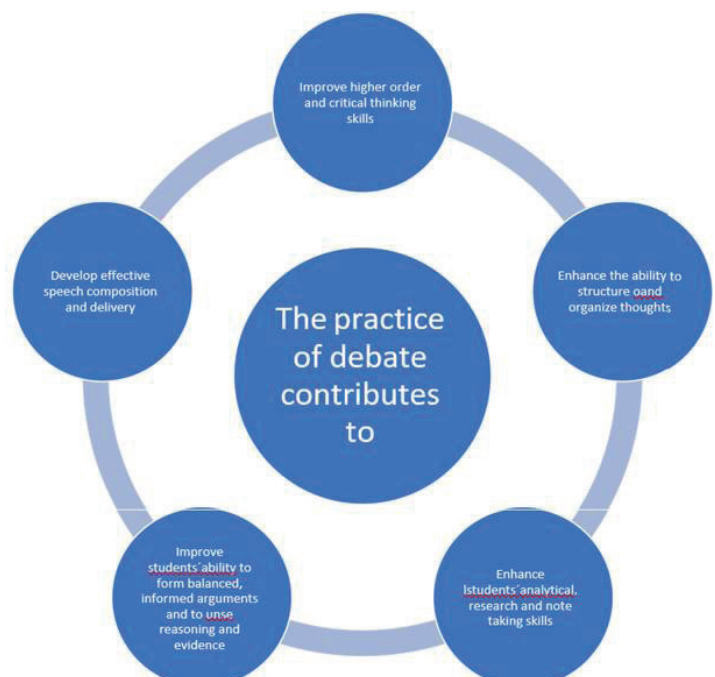 Improve higher order
and critical thinking
skills
Develop effective
speech composition
and delivery
Enhance the ability to
structure oand
organize thoughts
The practice
of debate
contributes
to
Improve
students´ability to
form balanced,
informed arguments
and to unse
reasoning and
evidence
Enhance
lstudents´analytical,
research and note
taking skills